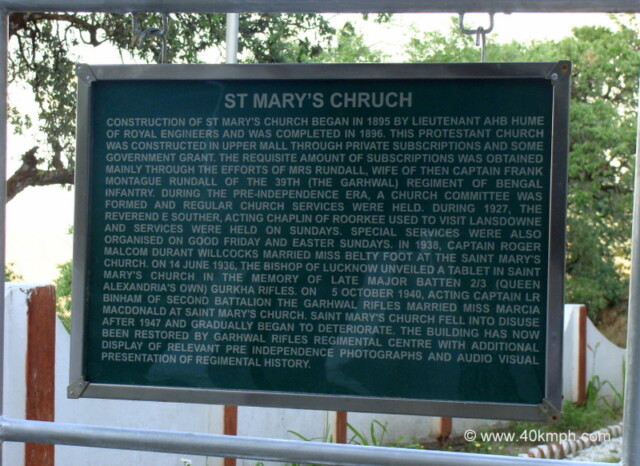 ST MARY'S CHRUCH
CONSTRUCTION OF ST MARY'S CHURCH BEGAN IN 1895 BY LIEUTENANT AHB HUME
OF ROYAL ENGINEERS AND WAS COMPLETED IN 1896. THIS PROTESTANT CHURCH
WAS CONSTRUCTED IN UPPER MALL THROUGH PRIVATE SUBSCRIPTIONS AND SOME
GOVERNMENT GRANT. THE REQUISITE AMOUNT OF SUBSCRIPTIONS WAS OBTAINED
MAINLY THROUGH THE EFFORTS OF MRS RUNDALL, WIFE OF THEN CAPTAIN FRANK
MONTAGUE RUNDALL OF THE 39TH (THE GARHWAL) REGIMENT OF BENGAL
INFANTRY. DURING THE PRE-INDEPENDENCE ERA, A CHURCH COMMITTEE WAS
FORMED AND REGULAR CHURCH SERVICES WERE HELD. DURING 1927, THE
REVEREND E SOUTHER, ACTING CHAPLIN OF ROORKEE USED TO VISIT LANSDOWNE
AND SERVICES WERE HELD ON SUNDAYS. SPECIAL SERVICES WERE ALSO
ORGANISED ON GOOD FRIDAY AND EASTER SUNDAYS. IN 1938, CAPTAIN ROGER
MALCOM DURANT WILLCOCKS MARRIED MISS BELTY FOOT AT THE SAINT MARY'S
CHURCH. ON 14 JUNE 1936, THE BISHOP OF LUCKNOW UNVEILED A TABLET IN SAINT
MARY'S CHURCH IN THE MEMORY OF LATE MAJOR BATTEN 2/3 (QUEEN
ALEXANDRIA'S OWN) GURKHA RIFLES. ON 5 OCTOBER 1940, ACTING CAPTAIN LR
BINHAM OF SECOND BATTALION THE GARHWAL RIFLES MARRIED MISS MARCIA
MACDONALD AT SAINT MARY'S CHURCH. SAINT MARY'S CHURCH FELL INTO DISUSE
AFTER 1947 AND GRADUALLY BEGAN TO DETERIORATE. THE BUILDING HAS NOW
BEEN RESTORED BY GARHWAL RIFLES REGIMENTAL CENTRE WITH ADDITIONAL
DISPLAY OF RELEVANT PRE INDEPENDENCE PHOTOGRAPHS AND AUDIO VISUAL
PRESENTATION OF REGIMENTAL HISTORY.
© www.40kmph.com